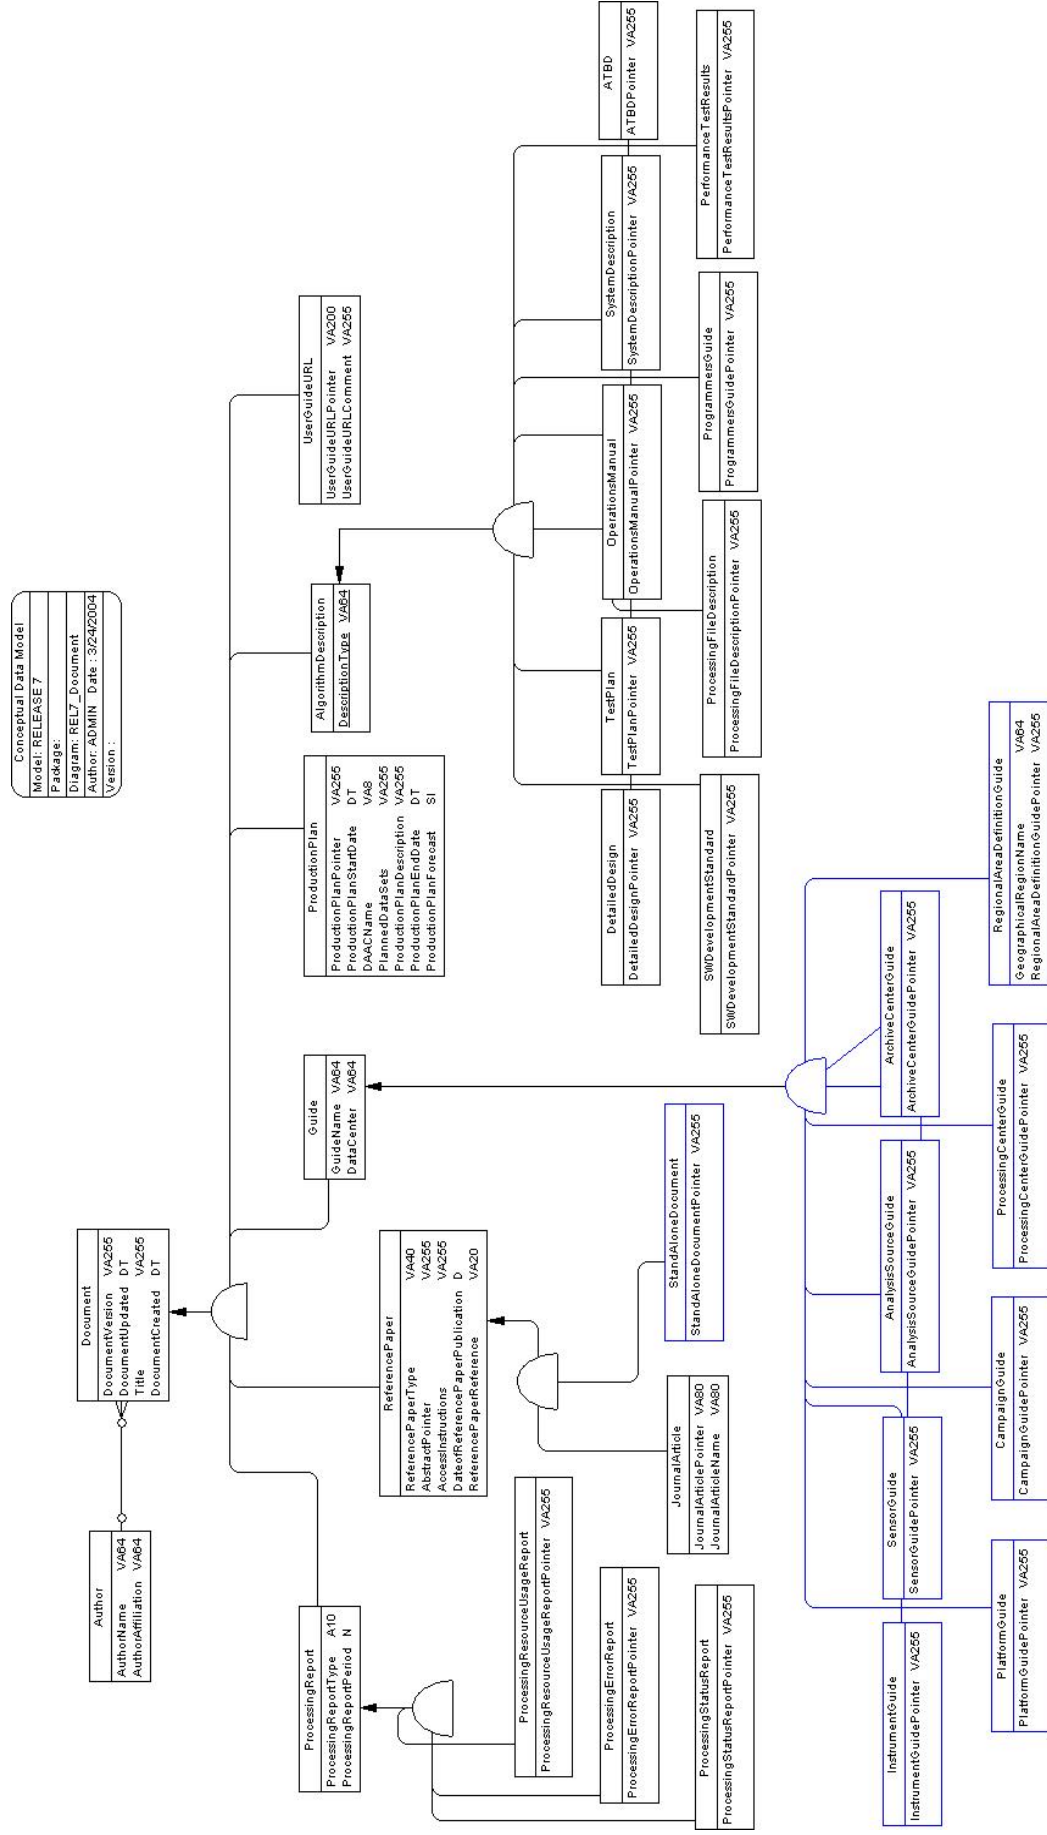 Conceptual Data Model
Model: RELEASE 7
Package:
Diagram: REL7_Document
Author: ADMIN Date : 3/24/2004
Version :
Author
AuthorName VA64
AuthorAffiliation VA64
Document
DocumentVersion VA255
DocumentUpdated DT
Title VA255
DocumentCreated DT
ProcessingReport
ProcessingReportType A10
ProcessingReportPeriod N
Guide
GuideName VA64
DataCenter VA64
ProductionPlan
ProductionPlanPointer VA255
ProductionPlanStartDate DT
DAACName VA8
PlannedDataSets VA255
ProductionPlanDescription VA255
ProductionPlanEndDate DT
ProductionPlanForecast SI
AlgorithmDescription
DescriptionType VA64
UserGuideURL
UserGuideURLPointer VA200
UserGuideURLComment VA255
ReferencePaper
ReferencePaperType VA40
AbstractPointer VA255
AccessInstructions VA255
DateofReferencePaperPublication D
ReferencePaperReference VA20
ProcessingResourceUsageReport
ProcessingResourceUsageReportPointer VA255
ProcessingErrorReport
ProcessingErrorReportPointer VA255
ProcessingStatusReport
ProcessingStatusReportPointer VA255
JournalArticle
JournalArticlePointer VA80
JournalArticleName VA80
StandAloneDocument
StandAloneDocumentPointer VA255
DetailedDesign
DetailedDesignPointer VA255
TestPlan
TestPlanPointer VA255
OperationsManual
OperationsManualPointer VA255
SystemDescription
SystemDescriptionPointer VA255
ATBD
ATBDPointer VA255
SWDevelopmentStandard
SWDevelopmentStandardPointer VA255
ProcessingFileDescription
ProcessingFileDescriptionPointer VA255
ProgrammersGuide
ProgrammersGuidePointer VA255
PerformanceTestResults
PerformanceTestResultsPointer VA255
InstrumentGuide
InstrumentGuidePointer VA255
SensorGuide
SensorGuidePointer VA255
AnalysisSourceGuide
AnalysisSourceGuidePointer VA255
ArchiveCenterGuide
ArchiveCenterGuidePointer VA255
PlatformGuide
PlatformGuidePointer VA255
CampaignGuide
CampaignGuidePointer VA255
ProcessingCenterGuide
ProcessingCenterGuidePointer VA255
RegionalAreaDefinitionGuide
GeographicalRegionName VA64
RegionalAreaDefinitionGuidePointer VA255